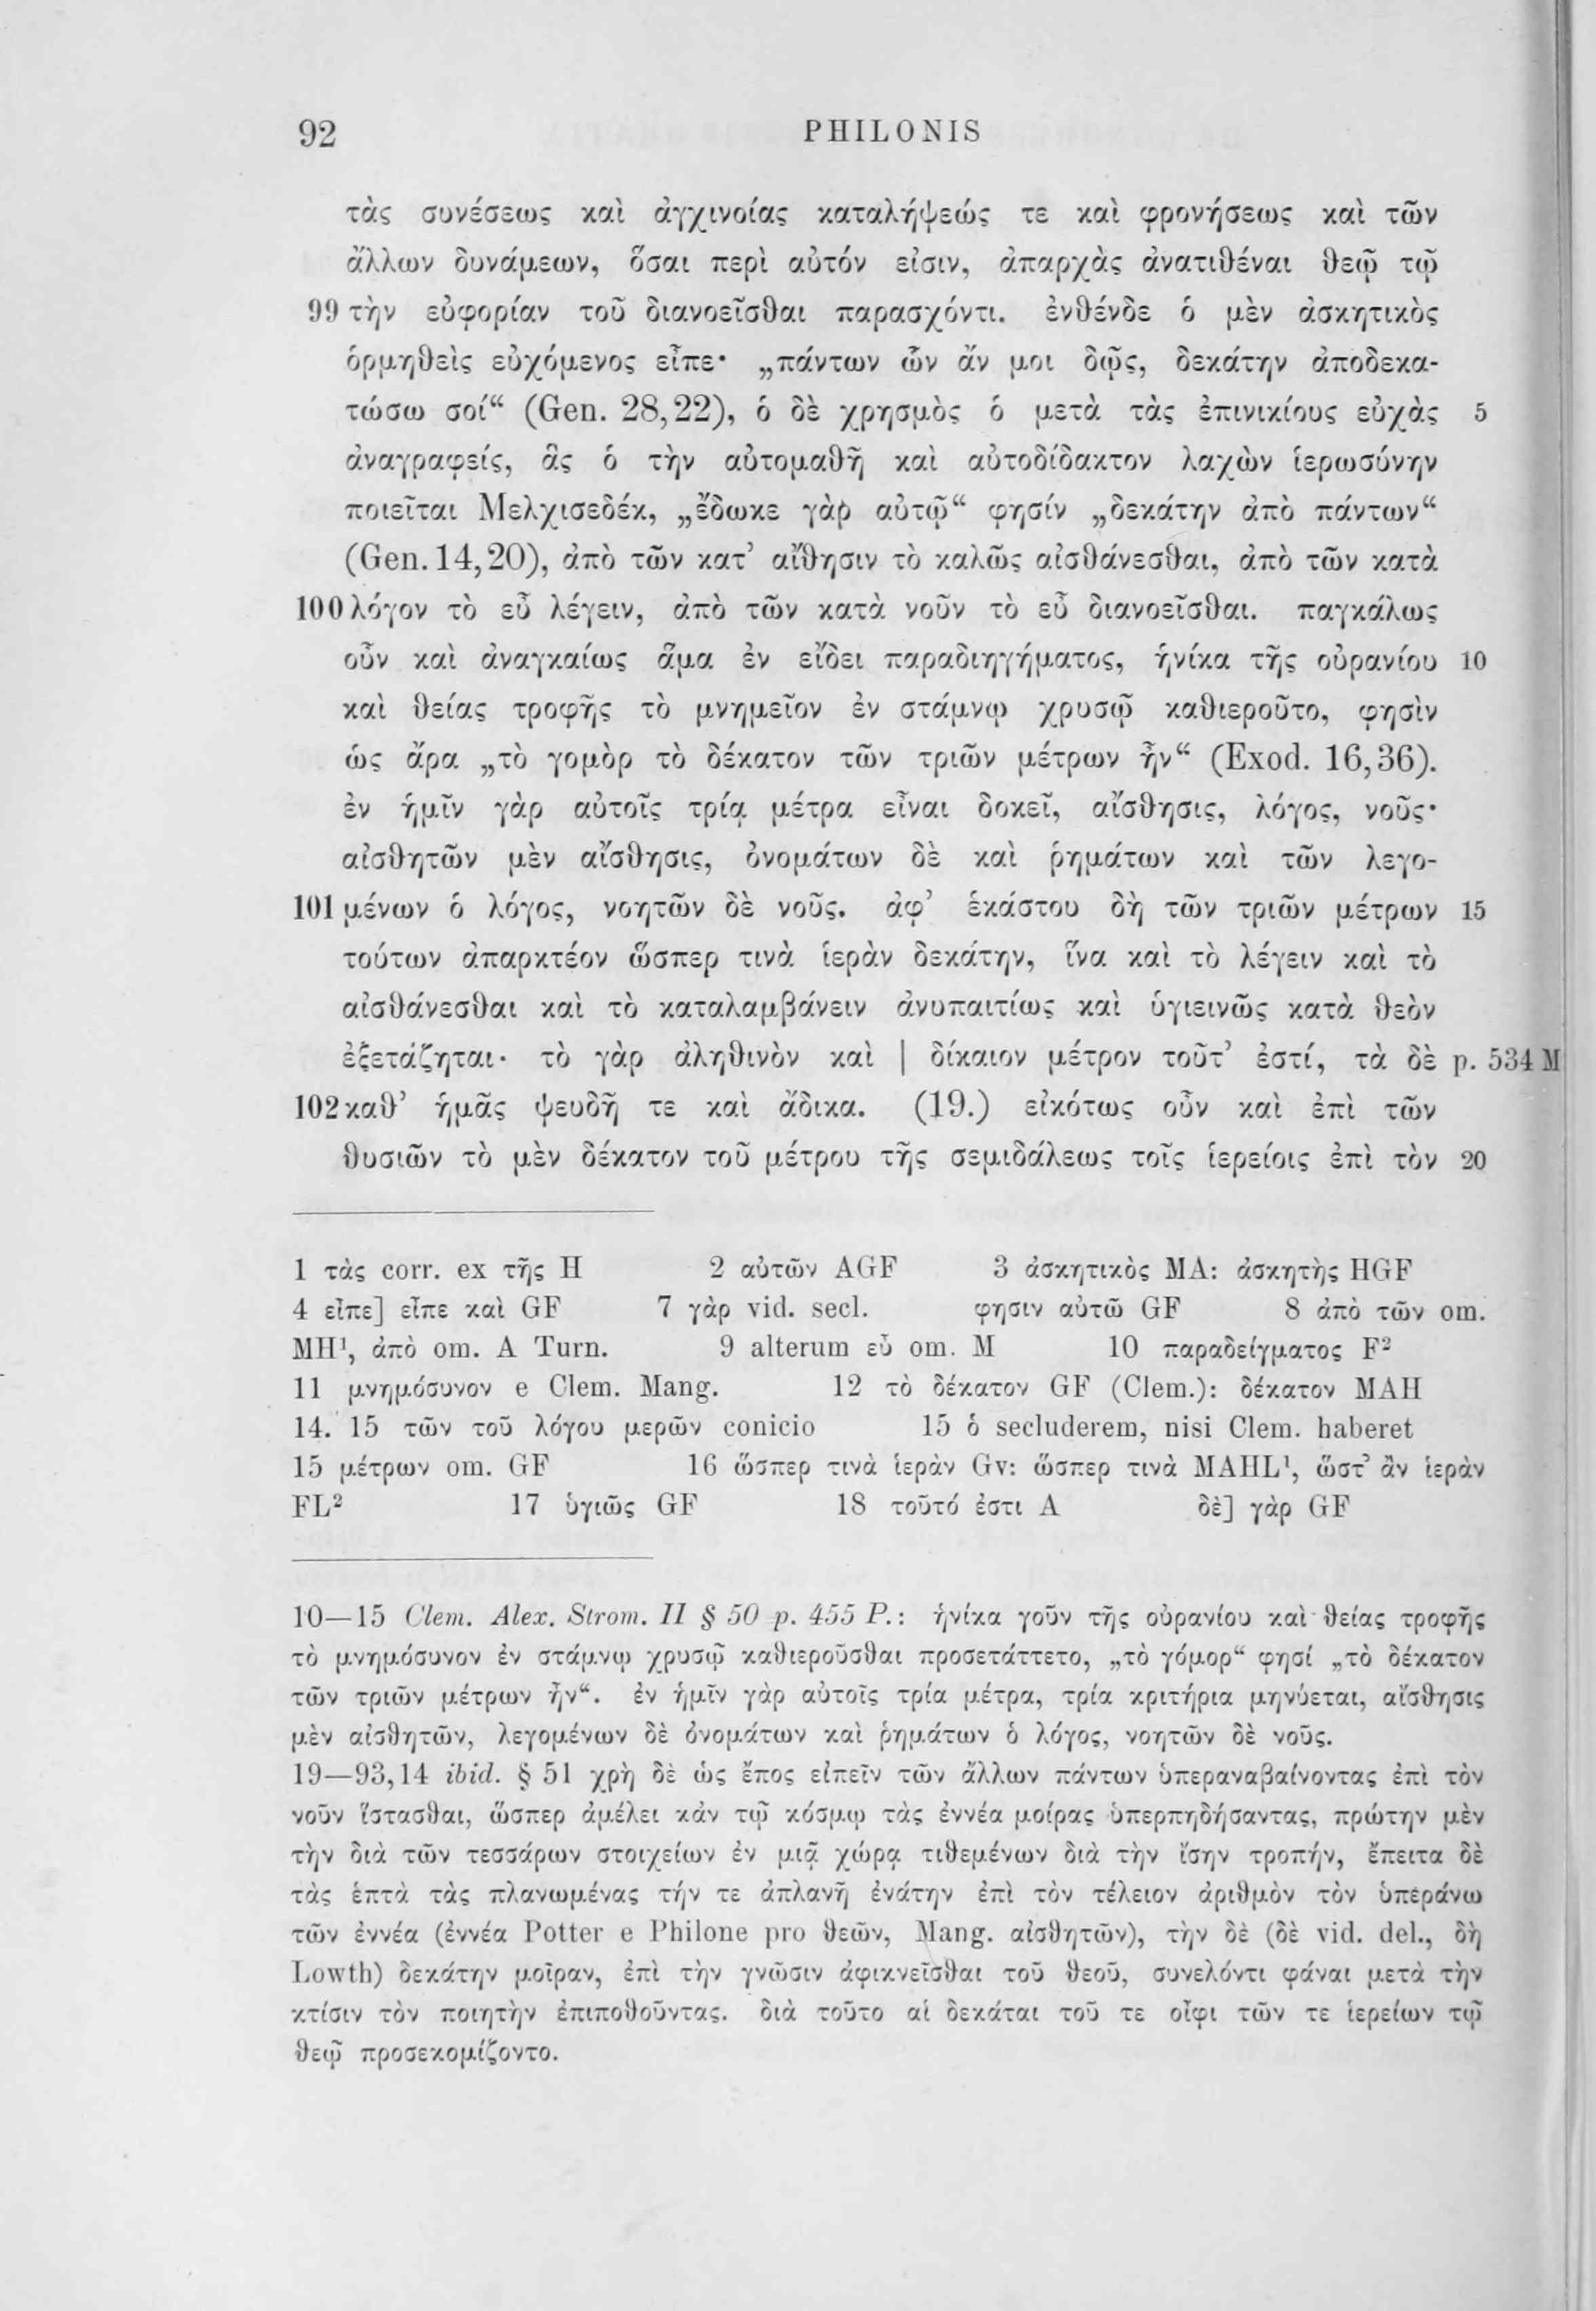 92 PHILONIS
τὰς συνέσεως καὶ ἀγχινοίας καταλήψεώς τε καὶ φρονήσεως καὶ τῶν
ἄλλων δυνάμεων, ὅσαι περὶ αὐτόν εἰσιν, ἀπαρχὰς ἀνατιθέναι θεῷ τῷ
99 τὴν εὐφορίαν τοῦ διανοεῖσθαι παρασχόντι. ἐνθένδε ὁ μὲν ἀσκητικὸς
ὁρμηθεὶς εὐχόμενος εἶπε· „πάντων ὧν ἄν μοι δῷς, δεκάτην ἀποδεκα-
τώσω σοί“ (Gen. 28,22), ὁ δὲ χρησμὸς ὁ μετὰ τὰς ἐπινικίους εὐχὰς 5
ἀναγραφείς, ἃς ὁ τὴν αὐτομαθῆ καὶ αὐτοδίδακτον λαχὼν ἱερωσύνην
ποιεῖται Μελχισεδέκ, „ἔδωκε γὰρ αὐτῷ“ φησίν „δεκάτην ἀπὸ πάντων“
(Gen. 14,20), ἀπὸ τῶν κατ’ αἴθησιν τὸ καλῶς αἰσθάνεσθαι, ἀπὸ τῶν κατὰ
100 λόγον τὸ εὖ λέγειν, ἀπὸ τῶν κατὰ νοῦν τὸ εὖ διανοεῖσθαι. παγκάλως
οὖν καὶ ἀναγκαίως ἅμα ἐν εἴδει παραδιηγήματος, ἡνίκα τῆς οὐρανίου 10
καὶ θείας τροφῆς τὸ μνημεῖον ἐν στάμνῳ χρυσῷ καθιεροῦτο, φησὶν
ὡς ἄρα „τὸ γομὸρ τὸ δέκατον τῶν τριῶν μέτρων ἦν“ (Exod. 16,36).
ἐν ἡμῖν γὰρ αὐτοῖς τρία μέτρα εἶναι δοκεῖ, αἴσθησις, λόγος, νοῦς·
αἰσθητῶν μὲν αἴσθησις, ὀνομάτων δὲ καὶ ῥημάτων καὶ τῶν λεγο-
101 μένων ὁ λόγος, νοητῶν δὲ νοῦς. ἀφ’ ἑκάστου δὴ τῶν τριῶν μέτρων 15
τούτων ἀπαρκτέον ὥσπερ τινὰ ἱερὰν δεκάτην, ἵνα καὶ τὸ λέγειν καὶ τὸ
αἰσθάνεσθαι καὶ τὸ καταλαμβάνειν ἀνυπαιτίως καὶ ὑγιεινῶς κατὰ θεὸν
ἐξετάζηται· τὸ γὰρ ἀληθινὸν καὶ | δίκαιον μέτρον τοῦτ’ ἐστί, τὰ δὲ p. 534 M
102 καθ’ ἡμᾶς ψευδῆ τε καὶ ἄδικα. (19.) εἰκότως οὖν καὶ ἐπὶ τῶν
θυσιῶν τὸ μὲν δέκατον τοῦ μέτρου τῆς σεμιδάλεως τοῖς ἱερείοις ἐπὶ τὸν 20
1 τὰς corr. ex τῆς H 2 αὐτῶν AGF 3 ἀσκητικὸς MA: ἀσκητὴς HGF
4 εἶπε] εἶπε καὶ GF 7 γὰρ vid. secl. φησιν αὐτῶ GF 8 ἀπὸ τῶν om.
MH¹, ἀπὸ om. A Turn. 9 alterum εὖ om. M 10 παραδείγματος F²
11 μνημόσυνον e Clem. Mang. 12 τὸ δέκατον GF (Clem.): δέκατον MAH
14. 15 τῶν τοῦ λόγου μερῶν conicio 15 ὁ secluderem, nisi Clem. haberet
15 μέτρων om. GF 16 ὥσπερ τινὰ ἱερὰν Gv: ὥσπερ τινὰ MAHL¹, ὥστ’ ἂν ἱερὰν
FL² 17 ὑγιῶς GF 18 τοῦτό ἐστι A δὲ] γὰρ GF
10—15 Clem. Alex. Strom. II § 50 p. 455 P.: ἡνίκα γοῦν τῆς οὐρανίου καὶ θείας τροφῆς
τὸ μνημόσυνον ἐν στάμνῳ χρυσῷ καθιεροῦσθαι προσετάττετο, „τὸ γόμορ“ φησί „τὸ δέκατον
τῶν τριῶν μέτρων ἦν“. ἐν ἡμῖν γὰρ αὐτοῖς τρία μέτρα, τρία κριτήρια μηνύεται, αἴσθησις
μὲν αἰσθητῶν, λεγομένων δὲ ὀνομάτων καὶ ῥημάτων ὁ λόγος, νοητῶν δὲ νοῦς.
19—93,14 ibid. § 51 χρὴ δὲ ὡς ἔπος εἰπεῖν τῶν ἄλλων πάντων ὑπεραναβαίνοντας ἐπὶ τὸν
νοῦν ἵστασθαι, ὥσπερ ἀμέλει κἀν τῷ κόσμῳ τὰς ἐννέα μοίρας ὑπερπηδήσαντας, πρώτην μὲν
τὴν διὰ τῶν τεσσάρων στοιχείων ἐν μιᾷ χώρᾳ τιθεμένων διὰ τὴν ἴσην τροπήν, ἔπειτα δὲ
τὰς ἑπτὰ τὰς πλανωμένας τήν τε ἀπλανῆ ἐνάτην ἐπὶ τὸν τέλειον ἀριθμὸν τὸν ὑπεράνω
τῶν ἐννέα (ἐννέα Potter e Philone pro θεῶν, Mang. αἰσθητῶν), τὴν δὲ (δὲ vid. del., δὴ
Lowth) δεκάτην μοῖραν, ἐπὶ τὴν γνῶσιν ἀφικνεῖσθαι τοῦ θεοῦ, συνελόντι φάναι μετὰ τὴν
κτίσιν τὸν ποιητὴν ἐπιποθοῦντας. διὰ τοῦτο αἱ δεκάται τοῦ τε οἶφι τῶν τε ἱερείων τῷ
θεῷ προσεκομίζοντο.